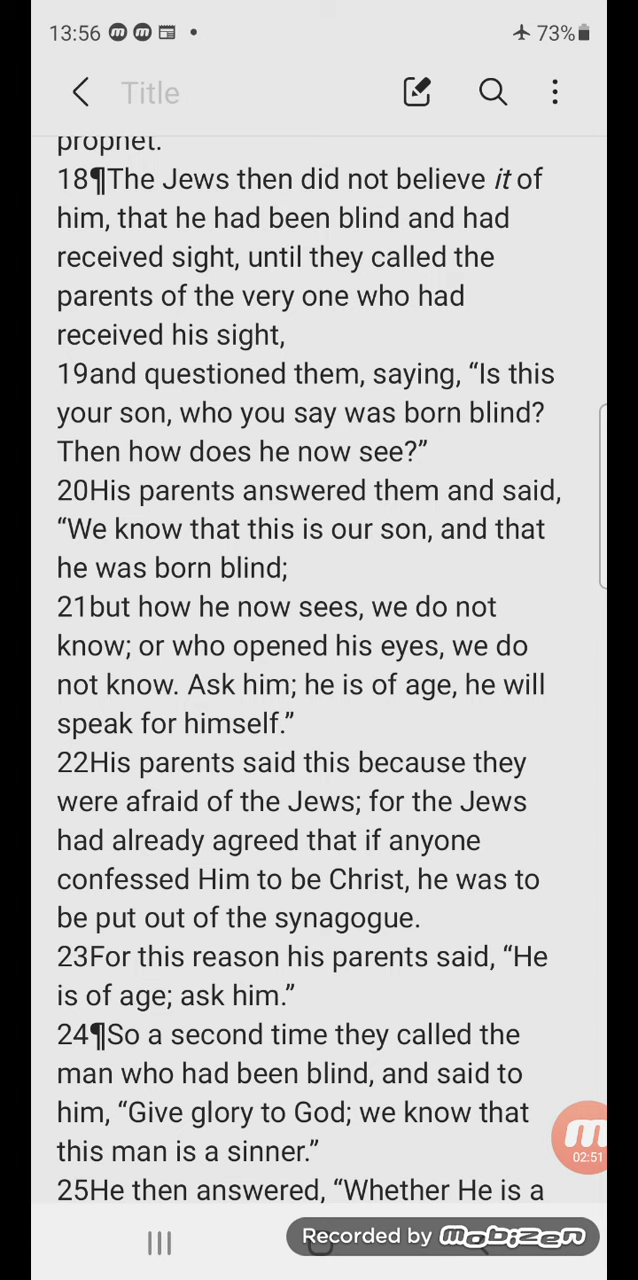 13:56 73%
Title
prophet.
18¶The Jews then did not believe it of
him, that he had been blind and had
received sight, until they called the
parents of the very one who had
received his sight,
19and questioned them, saying, “Is this
your son, who you say was born blind?
Then how does he now see?”
20His parents answered them and said,
“We know that this is our son, and that
he was born blind;
21but how he now sees, we do not
know; or who opened his eyes, we do
not know. Ask him; he is of age, he will
speak for himself.”
22His parents said this because they
were afraid of the Jews; for the Jews
had already agreed that if anyone
confessed Him to be Christ, he was to
be put out of the synagogue.
23For this reason his parents said, “He
is of age; ask him.”
24¶So a second time they called the
man who had been blind, and said to
him, “Give glory to God; we know that
this man is a sinner.”
02:51
25He then answered, “Whether He is a
Recorded by mobizen